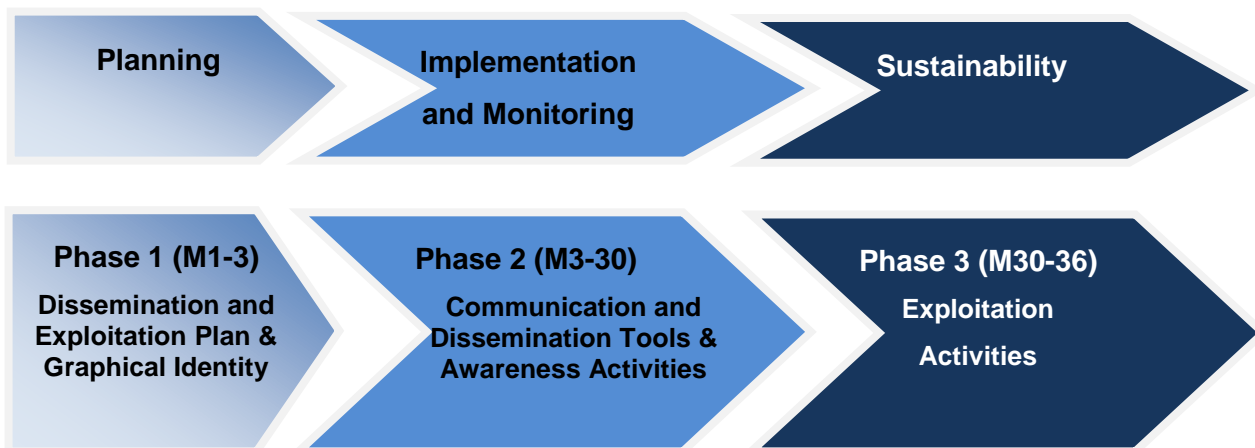 Planning
Implementation
and Monitoring
Sustainability
Phase 1 (M1-3)
Dissemination and
Exploitation Plan &
Graphical Identity
Phase 2 (M3-30)
Communication and
Dissemination Tools &
Awareness Activities
Phase 3 (M30-36)
Exploitation
Activities